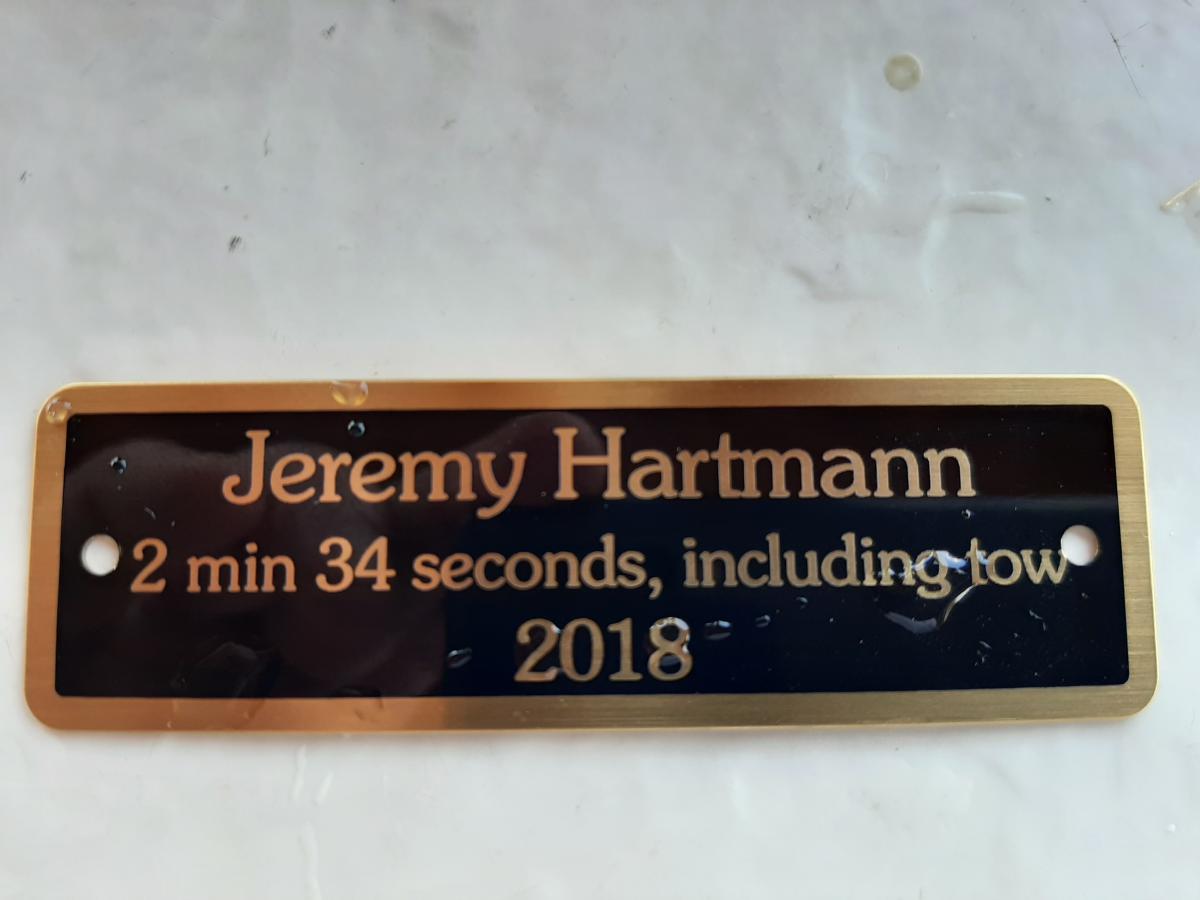 Jeremy Hartmann
2 min 34 seconds, including tow
2018